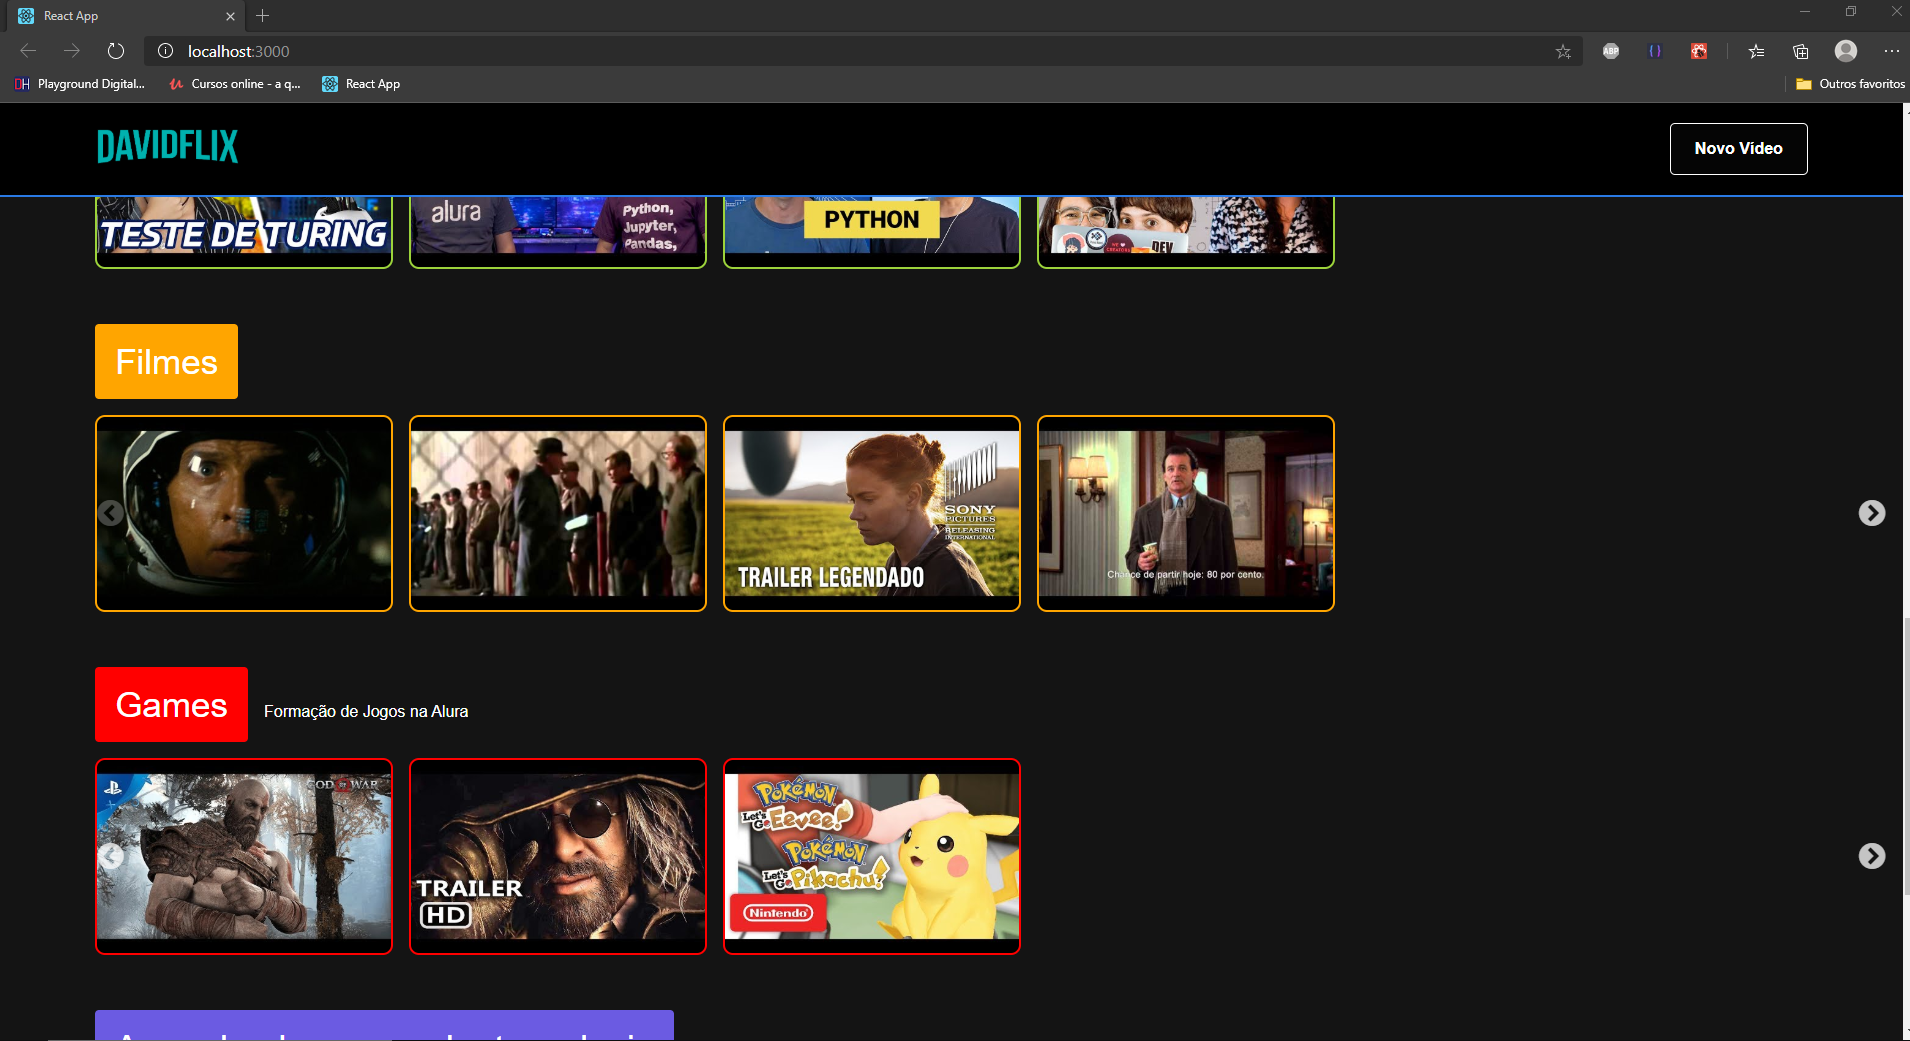 React App
localhost:3000
ABP
Playground Digital...
Cursos online - a q...
React App
Outros favoritos
DAVIDFLIX
Novo Vídeo
TESTE DE TURING
alura
Python,
Jupyter,
Pandas,
PYTHON
DEV
Filmes
SONY
PICTURES
RELEASING
INTERNATIONAL
TRAILER LEGENDADO
Chance de partir hoje: 80 por cento.
Games
Formação de Jogos na Alura
GOD OF WAR
TRAILER
HD
POKÉMON
Let's Go Eevee!
POKÉMON
Let's Go Pikachu!
Nintendo